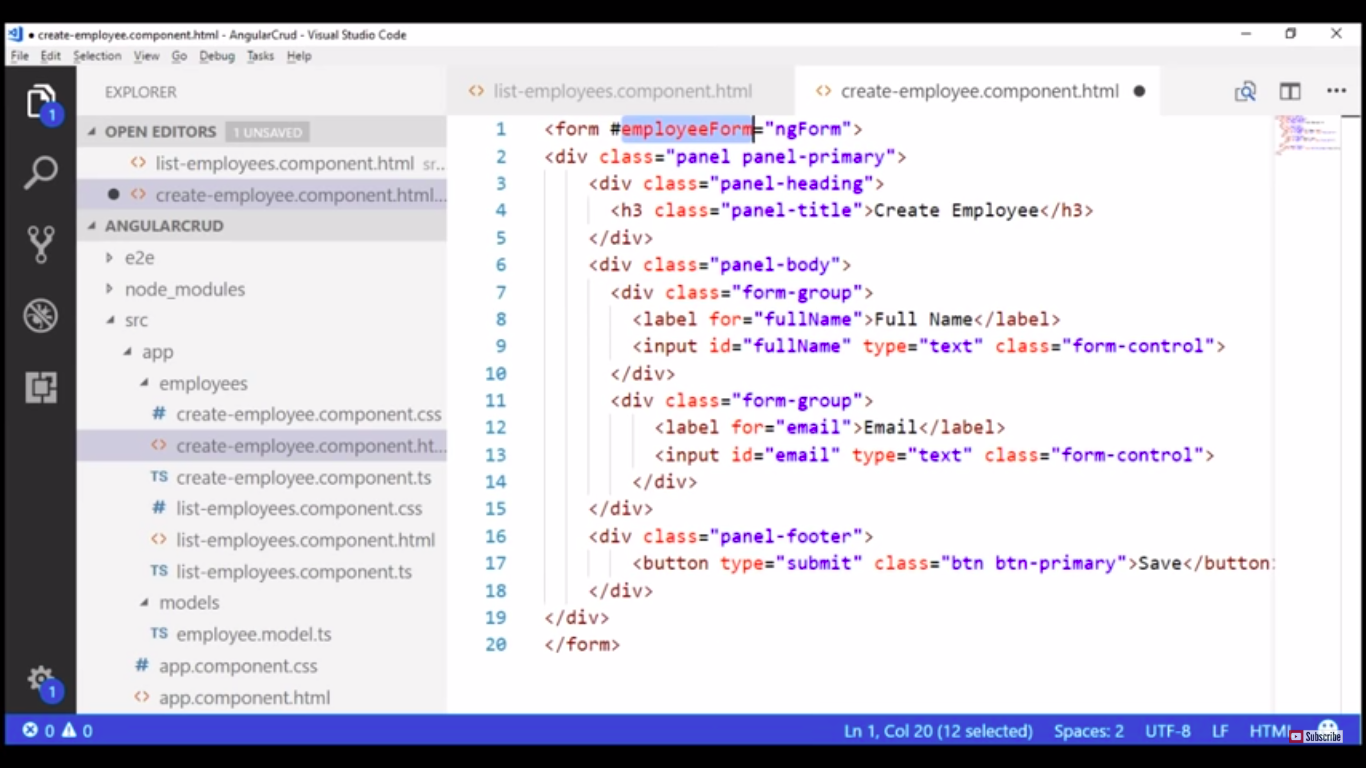 ● create-employee.component.html - AngularCrud - Visual Studio Code
File Edit Selection View Go Debug Tasks Help
EXPLORER
OPEN EDITORS 1 UNSAVED
list-employees.component.html sr...
● create-employee.component.html...
ANGULARCRUD
e2e
node_modules
src
app
employees
# create-employee.component.css
<> create-employee.component.ht...
TS create-employee.component.ts
# list-employees.component.css
<> list-employees.component.html
TS list-employees.component.ts
models
TS employee.model.ts
# app.component.css
<> app.component.html
1
1
<> list-employees.component.html
<> create-employee.component.html ●
1 <form #employeeForm="ngForm">
2 <div class="panel panel-primary">
3 <div class="panel-heading">
4 <h3 class="panel-title">Create Employee</h3>
5 </div>
6 <div class="panel-body">
7 <div class="form-group">
8 <label for="fullName">Full Name</label>
9 <input id="fullName" type="text" class="form-control">
10 </div>
11 <div class="form-group">
12 <label for="email">Email</label>
13 <input id="email" type="text" class="form-control">
14 </div>
15 </div>
16 <div class="panel-footer">
17 <button type="submit" class="btn btn-primary">Save</button>
18 </div>
19 </div>
20 </form>
0 0 Ln 1, Col 20 (12 selected) Spaces: 2 UTF-8 LF HTML
Subscribe